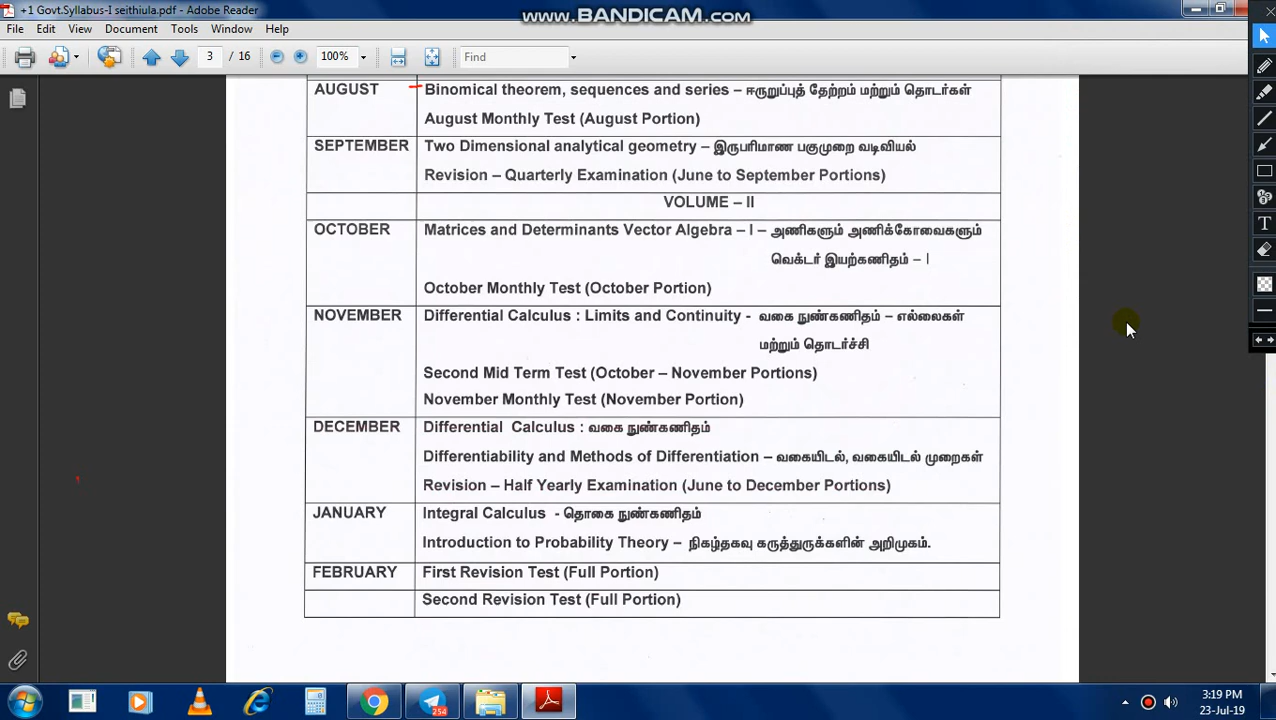 +1 Govt.Syllabus-I seithiula.pdf - Adobe Reader
www.BANDICAM.com
File Edit View Document Tools Window Help
3 / 16 100% Find
AUGUST Binomical theorem, sequences and series – ஈருறுப்புத் தேற்றம் மற்றும் தொடர்கள்
August Monthly Test (August Portion)
SEPTEMBER Two Dimensional analytical geometry – இருபரிமாண பகுமுறை வடிவியல்
Revision – Quarterly Examination (June to September Portions)
VOLUME – II
OCTOBER Matrices and Determinants Vector Algebra – I – அணிகளும் அணிக்கோவைகளும்
வெக்டர் இயற்கணிதம் – I
October Monthly Test (October Portion)
NOVEMBER Differential Calculus : Limits and Continuity - வகை நுண்கணிதம் – எல்லைகள்
மற்றும் தொடர்ச்சி
Second Mid Term Test (October – November Portions)
November Monthly Test (November Portion)
DECEMBER Differential Calculus : வகை நுண்கணிதம்
Differentiability and Methods of Differentiation – வகையிடல், வகையிடல் முறைகள்
Revision – Half Yearly Examination (June to December Portions)
JANUARY Integral Calculus - தொகை நுண்கணிதம்
Introduction to Probability Theory – நிகழ்தகவு கருத்துருக்களின் அறிமுகம்.
FEBRUARY First Revision Test (Full Portion)
Second Revision Test (Full Portion)
254
3:19 PM
23-Jul-19